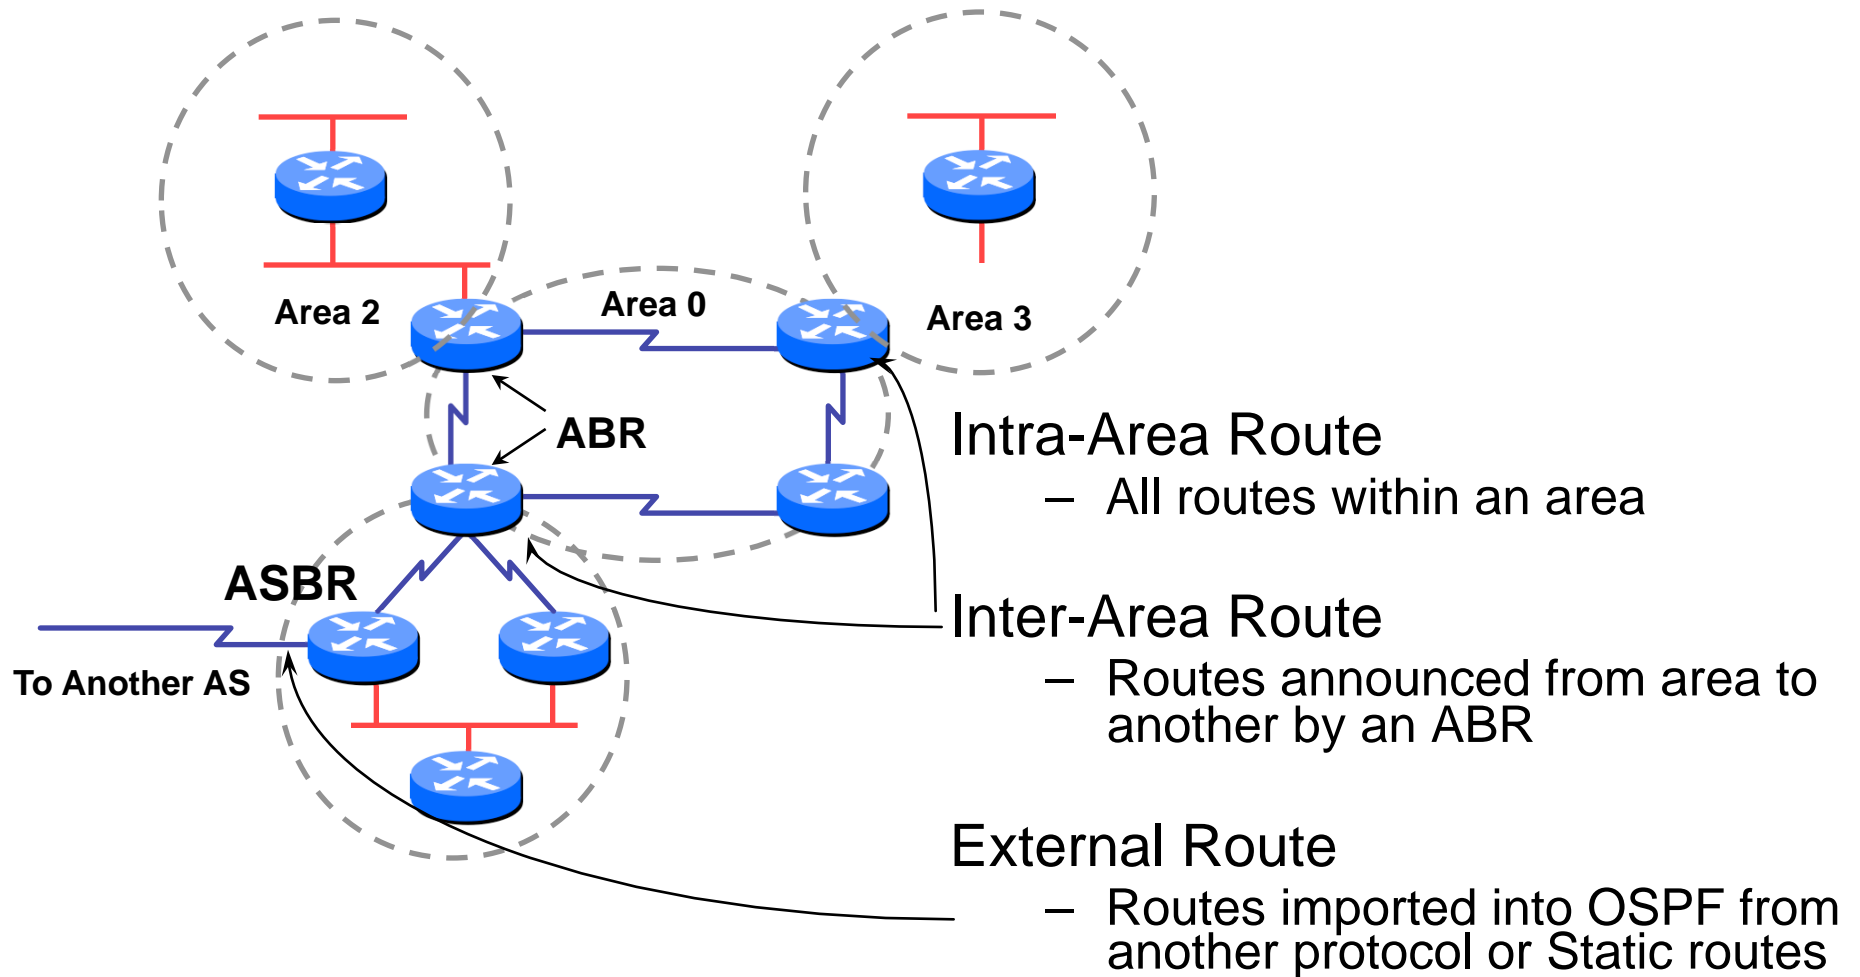 Area 2
Area 0
Area 3
ABR
ASBR
To Another AS
Intra-Area Route
– All routes within an area
Inter-Area Route
– Routes announced from area to
another by an ABR
External Route
– Routes imported into OSPF from
another protocol or Static routes